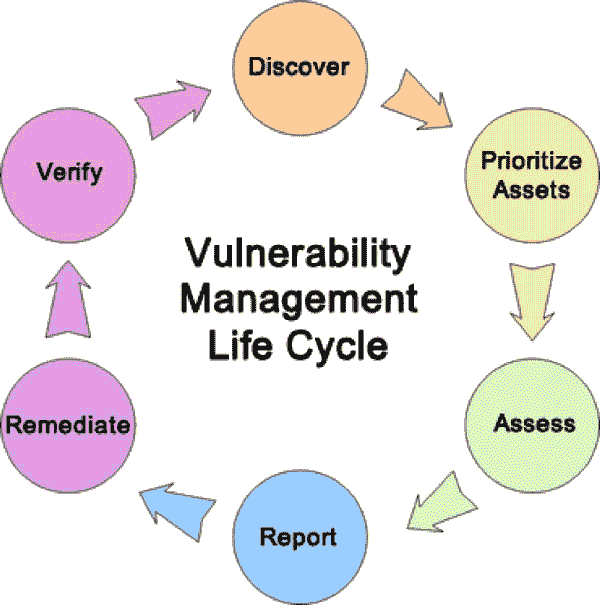 Discover
Prioritize
Assets
Assess
Report
Remediate
Verify
Vulnerability
Management
Life Cycle